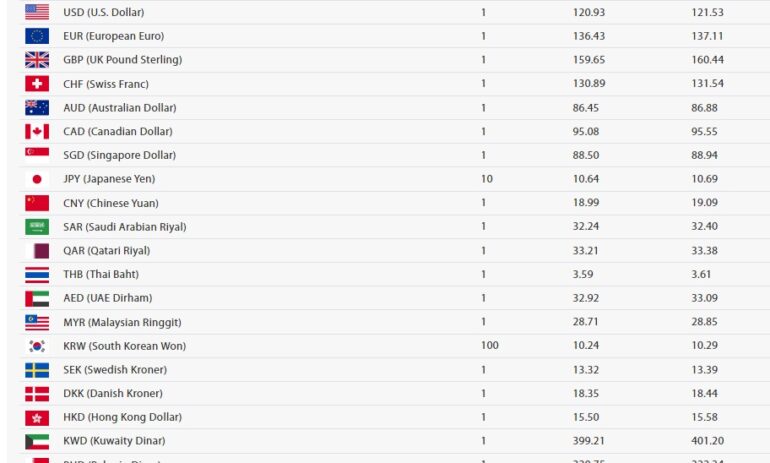 USD (U.S. Dollar) 1 120.93 121.53
EUR (European Euro) 1 136.43 137.11
GBP (UK Pound Sterling) 1 159.65 160.44
CHF (Swiss Franc) 1 130.89 131.54
AUD (Australian Dollar) 1 86.45 86.88
CAD (Canadian Dollar) 1 95.08 95.55
SGD (Singapore Dollar) 1 88.50 88.94
JPY (Japanese Yen) 10 10.64 10.69
CNY (Chinese Yuan) 1 18.99 19.09
SAR (Saudi Arabian Riyal) 1 32.24 32.40
QAR (Qatari Riyal) 1 33.21 33.38
THB (Thai Baht) 1 3.59 3.61
AED (UAE Dirham) 1 32.92 33.09
MYR (Malaysian Ringgit) 1 28.71 28.85
KRW (South Korean Won) 100 10.24 10.29
SEK (Swedish Kroner) 1 13.32 13.39
DKK (Danish Kroner) 1 18.35 18.44
HKD (Hong Kong Dollar) 1 15.50 15.58
KWD (Kuwaity Dinar) 1 399.21 401.20